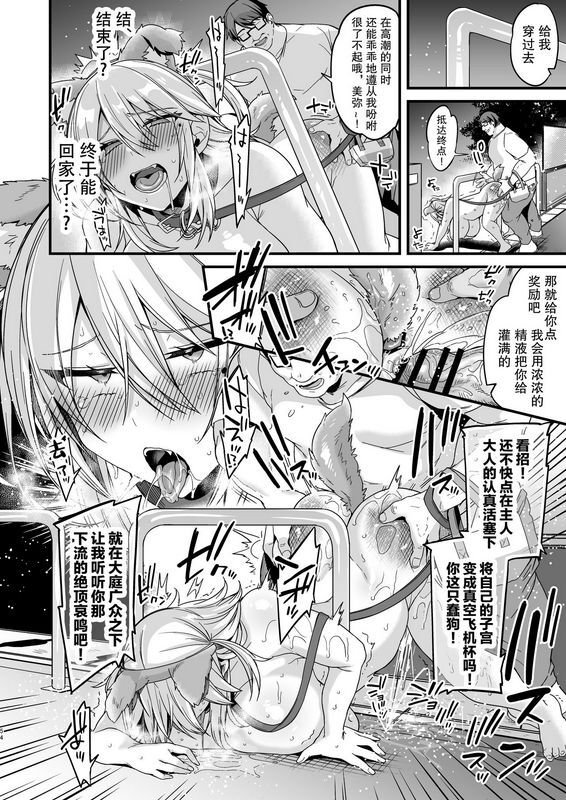 给我
穿过去
抵达终点！
在高潮的同时
还能乖乖地遵从我吩咐
很了不起哦，美弥~！
结、
结束了？
终于能
回家了…？
那就给你点
奖励吧 我会用浓浓的
精液把你给
灌满的
看招！
还不快点在主人
大人的认真活塞下
将自己的子宫
变成真空飞机杯吗！
你这只蠢狗！
就在大庭广众之下
让我听听你那
下流的绝顶哀鸣吧！